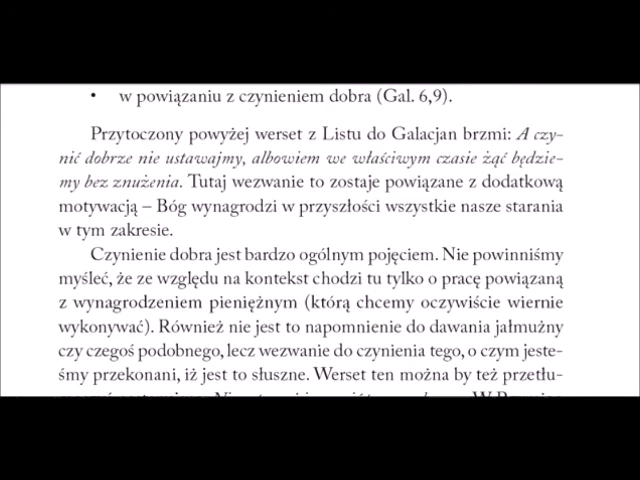 • w powiązaniu z czynieniem dobra (Gal. 6,9).
Przytoczony powyżej werset z Listu do Galacjan brzmi: A czy-
nić dobrze nie ustawajmy, albowiem we właściwym czasie żąć będzie-
my bez znużenia. Tutaj wezwanie to zostaje powiązane z dodatkową
motywacją – Bóg wynagrodzi w przyszłości wszystkie nasze starania
w tym zakresie.
Czynienie dobra jest bardzo ogólnym pojęciem. Nie powinniśmy
myśleć, że ze względu na kontekst chodzi tu tylko o pracę powiązaną
z wynagrodzeniem pieniężnym (którą chcemy oczywiście wiernie
wykonywać). Również nie jest to napomnienie do dawania jałmużny
czy czegoś podobnego, lecz wezwanie do czynienia tego, o czym jeste-
śmy przekonani, iż jest to słuszne. Werset ten można by też przetłu-